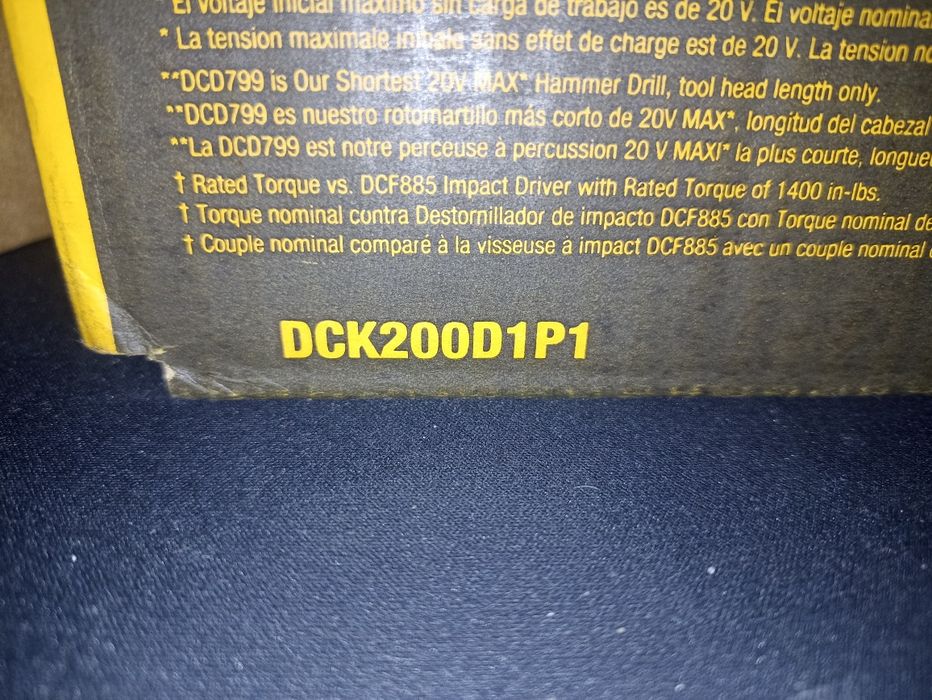 El voltaje inicial máximo sin carga de trabajo es de 20 V. El voltaje nomina
* La tension maximale initiale sans effet de charge est de 20 V. La tension no
**DCD799 is Our Shortest 20V MAX* Hammer Drill, tool head length only.
**DCD799 es nuestro rotomartillo más corto de 20V MAX*, longitud del cabezal
**La DCD799 est notre perceuse à percussion 20 V MAXI* la plus courte, longue
† Rated Torque vs. DCF885 Impact Driver with Rated Torque of 1400 in-lbs.
† Torque nominal contra Destornillador de impacto DCF885 con Torque nominal de
† Couple nominal comparé à la visseuse à impact DCF885 avec un couple nominal
DCK200D1P1